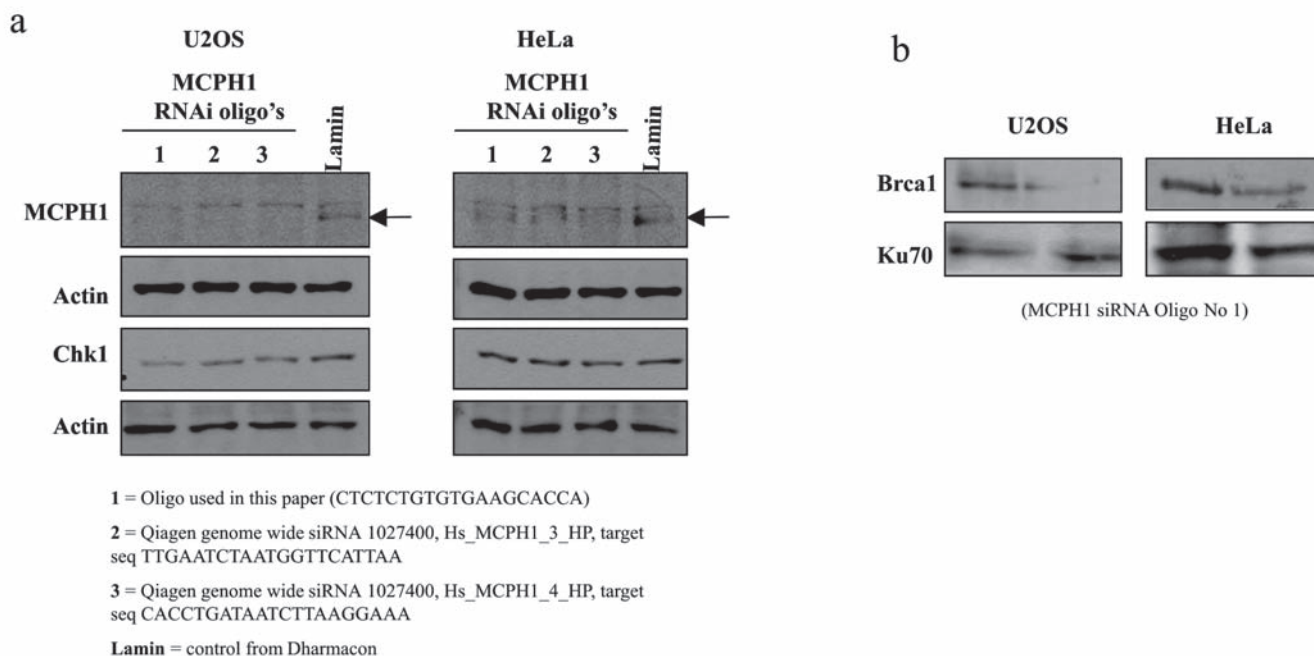 a
U2OS
MCPH1
RNAi oligo's
Lamin
1 2 3
HeLa
MCPH1
RNAi oligo's
Lamin
1 2 3
MCPH1
Actin
Chk1
Actin
1 = Oligo used in this paper (CTCTCTGTGTGAAGCACCA)
2 = Qiagen genome wide siRNA 1027400, Hs_MCPH1_3_HP, target
seq TTGAATCTAATGGTTCATTAA
3 = Qiagen genome wide siRNA 1027400, Hs_MCPH1_4_HP, target
seq CACCTGATAATCTTAAGGAAA
Lamin = control from Dharmacon
b
U2OS HeLa
Brca1
Ku70
(MCPH1 siRNA Oligo No 1)